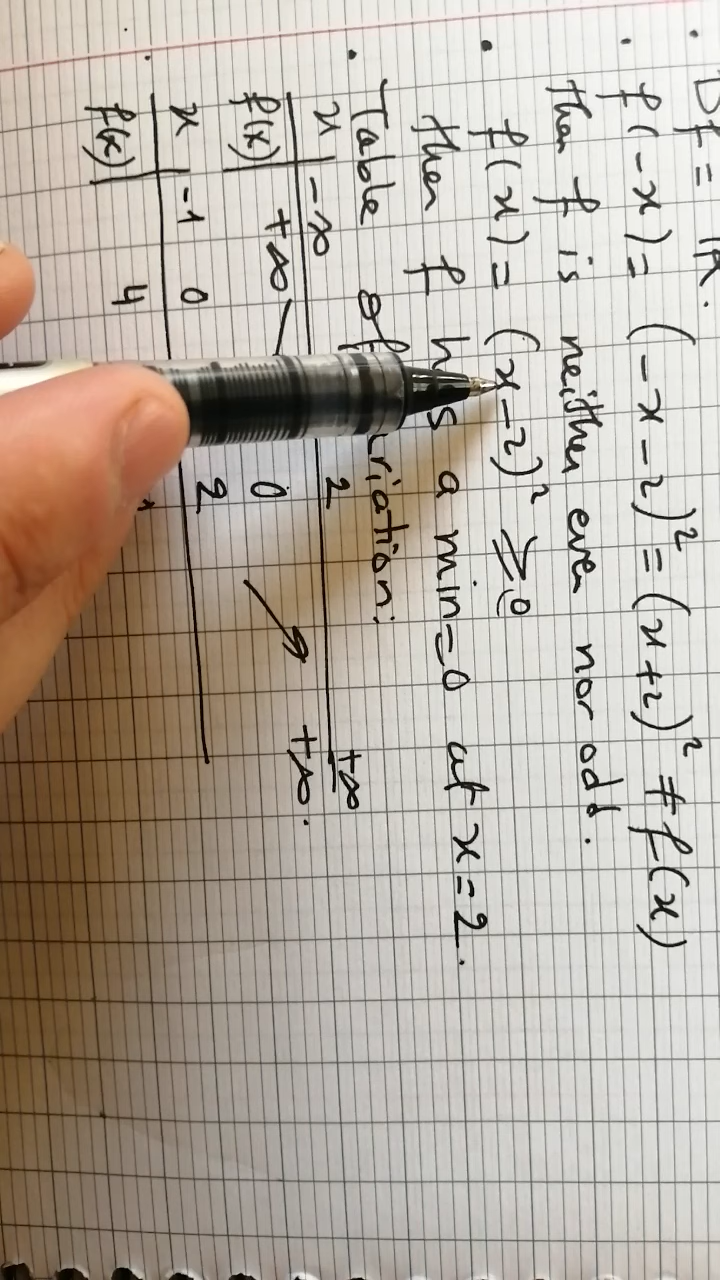 Df = ℝ.
f(-x) = (-x-2)² = (x+2)² ≠ f(x)
then f is neither even nor odd.
f(x) = (x-2)² ≥ 0
then f has a min=0 at x=2.
Table of variation:
x | -∞ 2 +∞
f(x) | +∞ 0 ↗ +∞.
x | -1 0 2
f(x) | 4